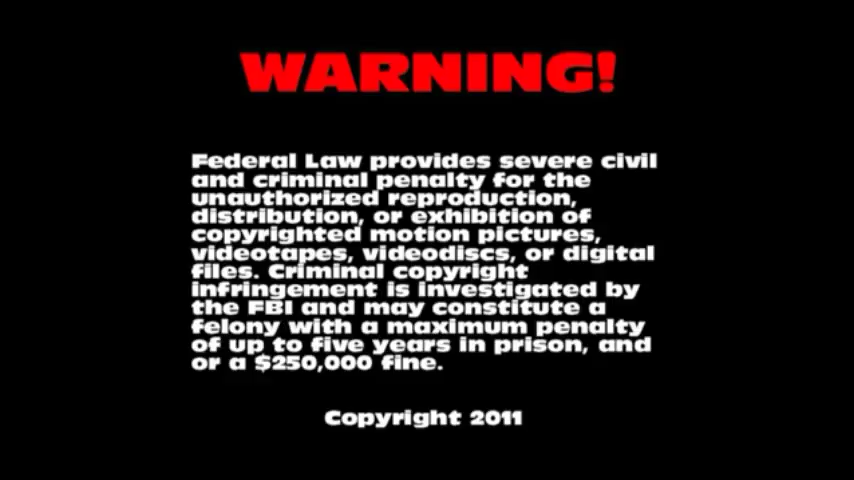 WARNING!
Federal Law provides severe civil
and criminal penalty for the
unauthorized reproduction,
distribution, or exhibition of
copyrighted motion pictures,
videotapes, videodiscs, or digital
files. Criminal copyright
infringement is investigated by
the FBI and may constitute a
felony with a maximum penalty
of up to five years in prison, and
or a $250,000 fine.
Copyright 2011